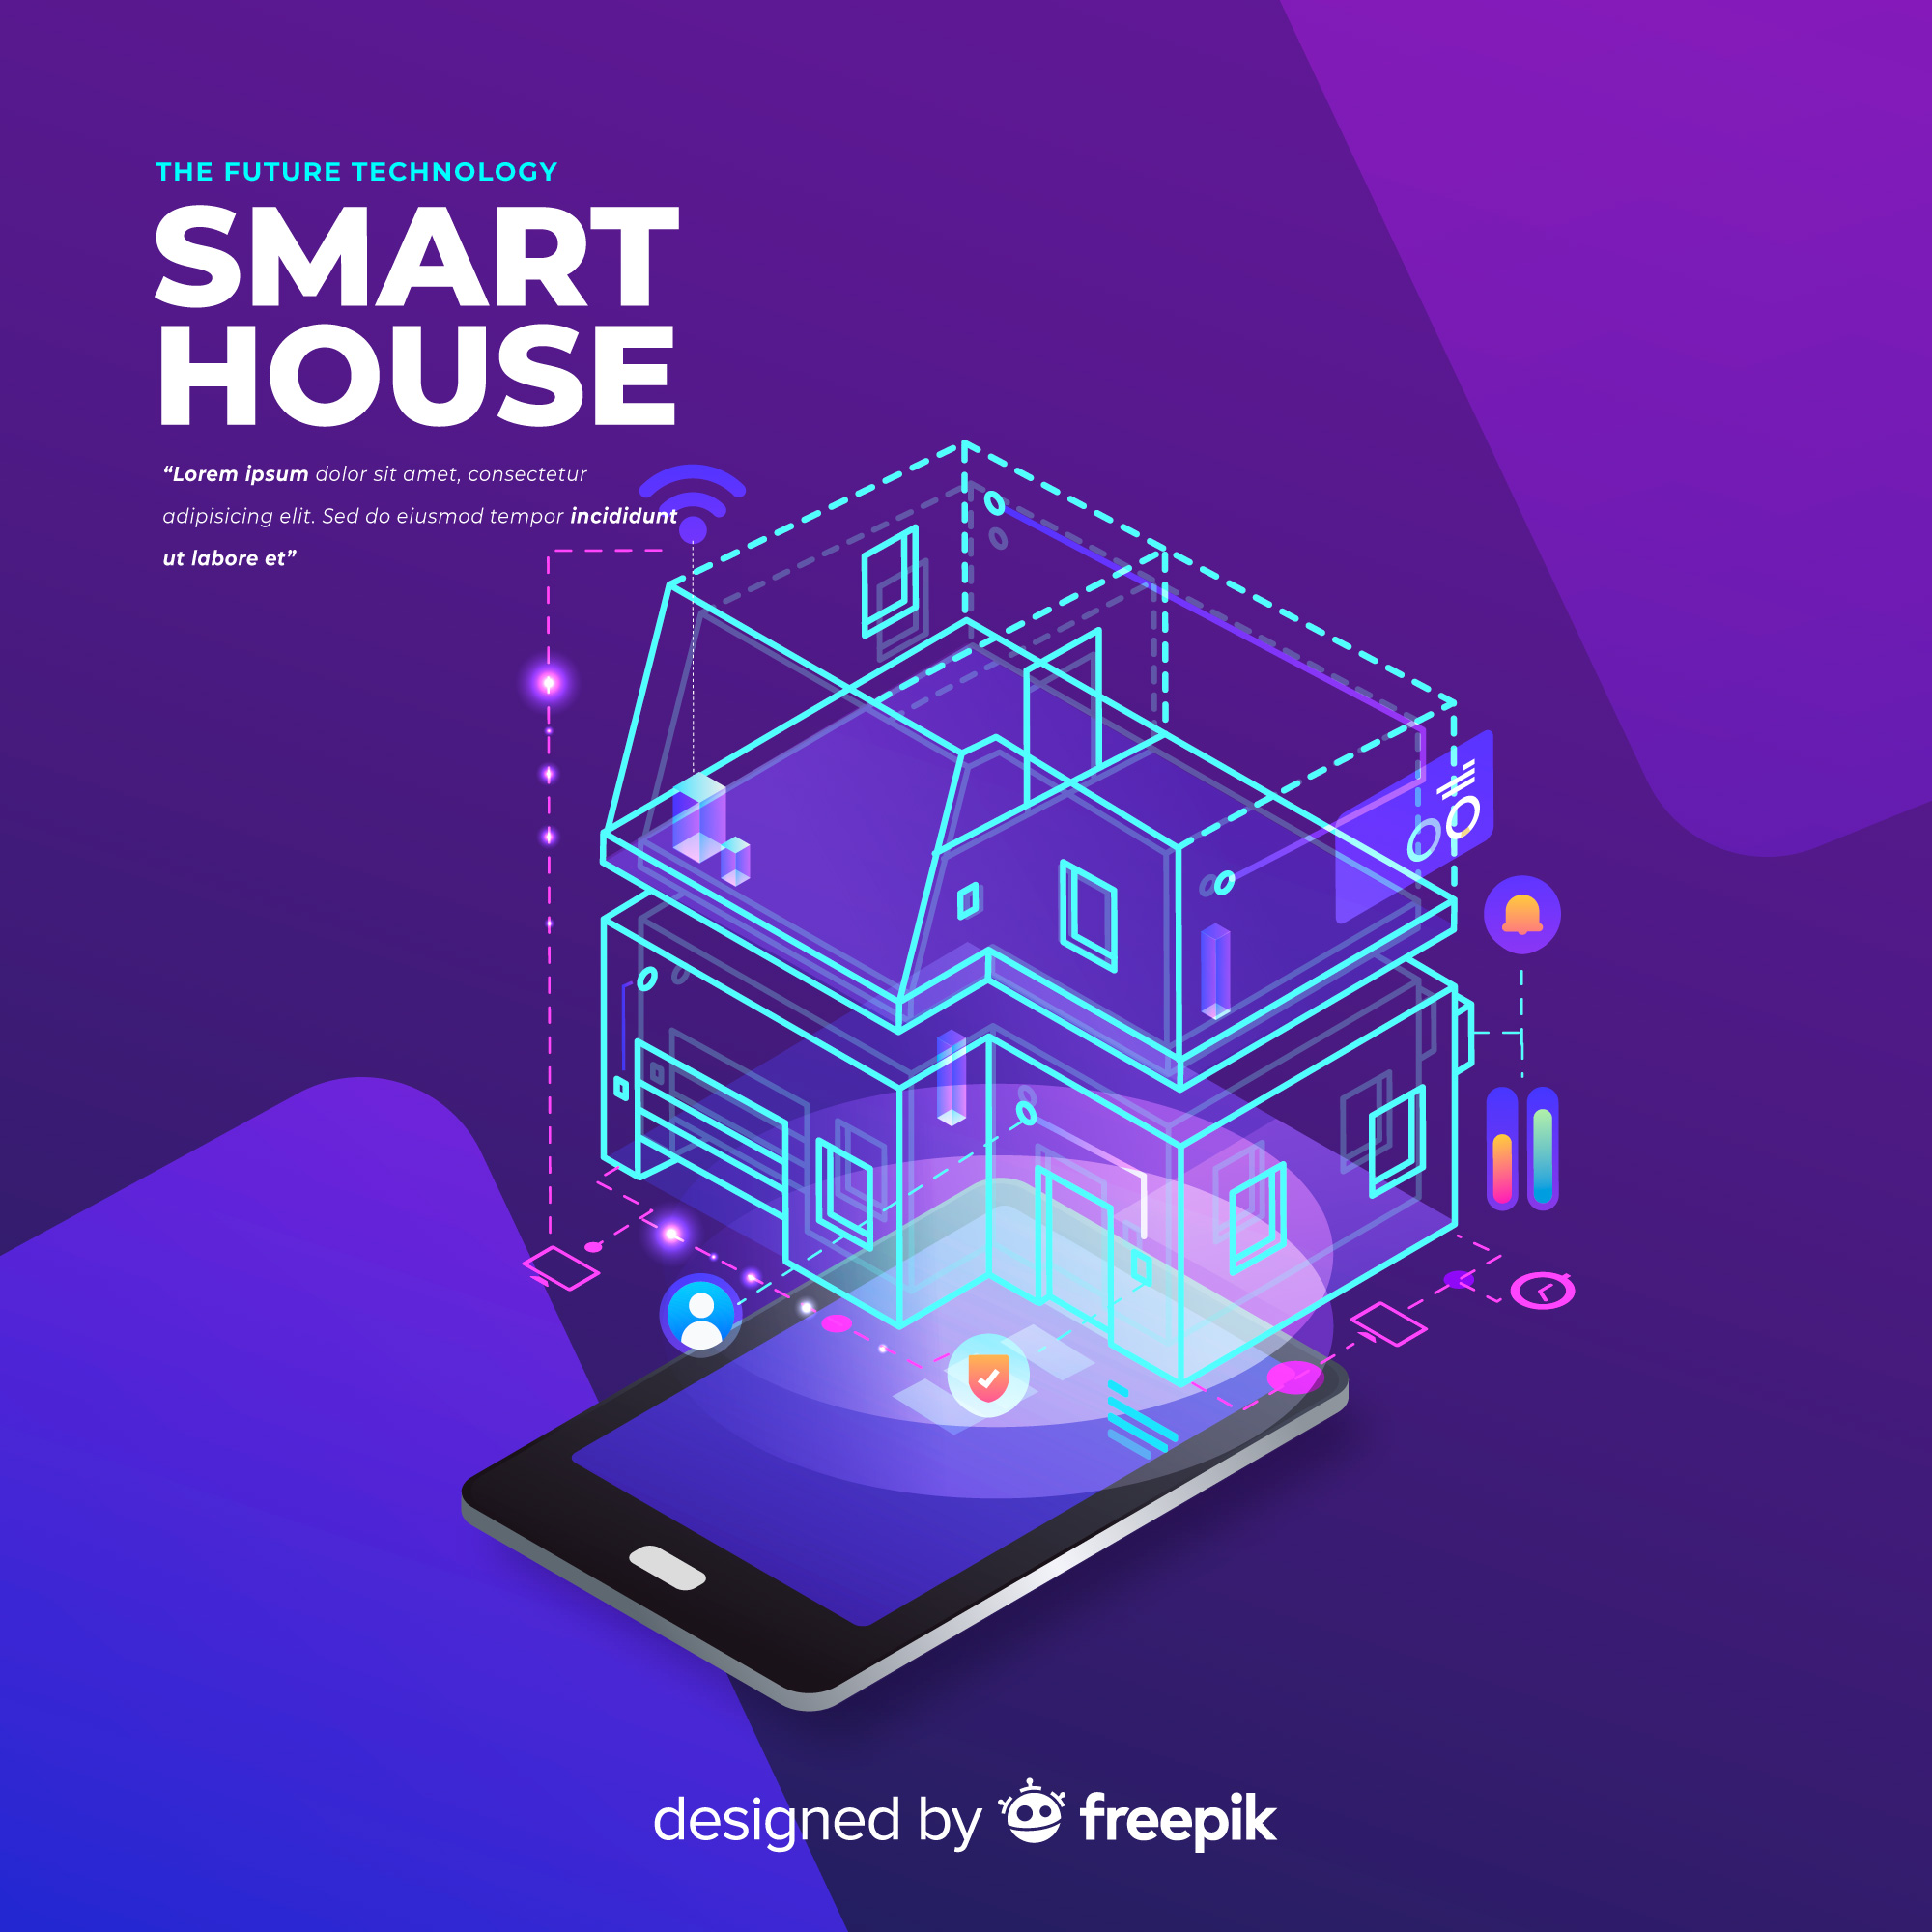 THE FUTURE TECHNOLOGY
SMART
HOUSE
“Lorem ipsum dolor sit amet, consectetur
adipisicing elit. Sed do eiusmod tempor incididunt
ut labore et”
designed by freepik